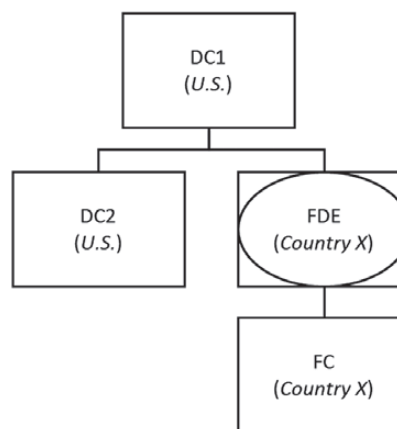 DC1
(U.S.)
DC2
(U.S.)
FDE
(Country X)
FC
(Country X)